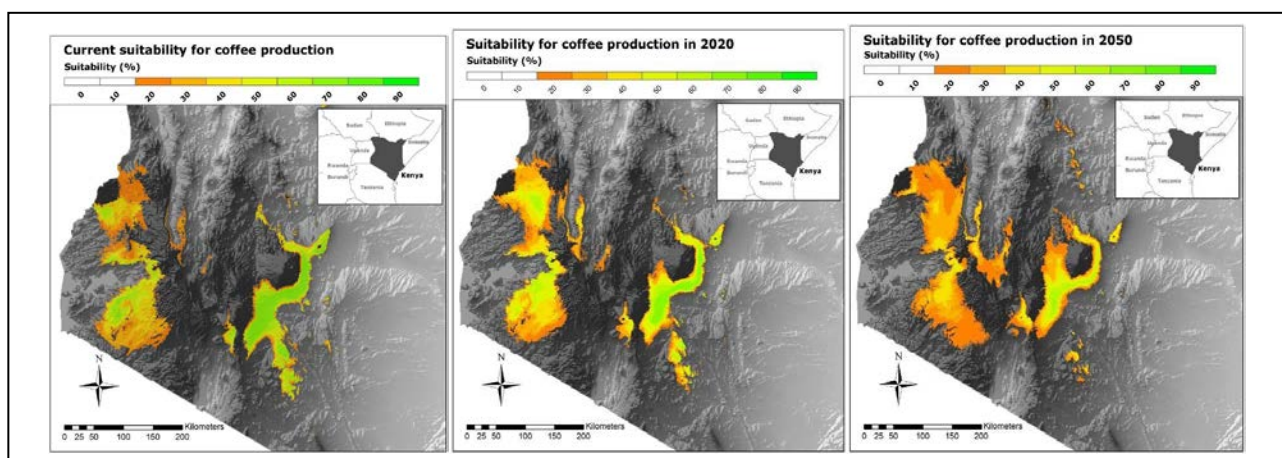 Current suitability for coffee production
Suitability (%)
0 10 20 30 40 50 60 70 80 90
Sudan
Ethiopia
Somalia
Uganda
Rwanda
Burundi
Kenya
Tanzania
N
Kilometers
0 25 50 100 150 200
Suitability for coffee production in 2020
Suitability (%)
0 10 20 30 40 50 60 70 80 90
Sudan
Ethiopia
Somalia
Uganda
Rwanda
Burundi
Kenya
Tanzania
N
Kilometers
0 25 50 100 150 200
Suitability for coffee production in 2050
Suitability (%)
0 10 20 30 40 50 60 70 80 90
Sudan
Ethiopia
Somalia
Uganda
Rwanda
Burundi
Kenya
Tanzania
N
Kilometers
0 25 50 100 150 200